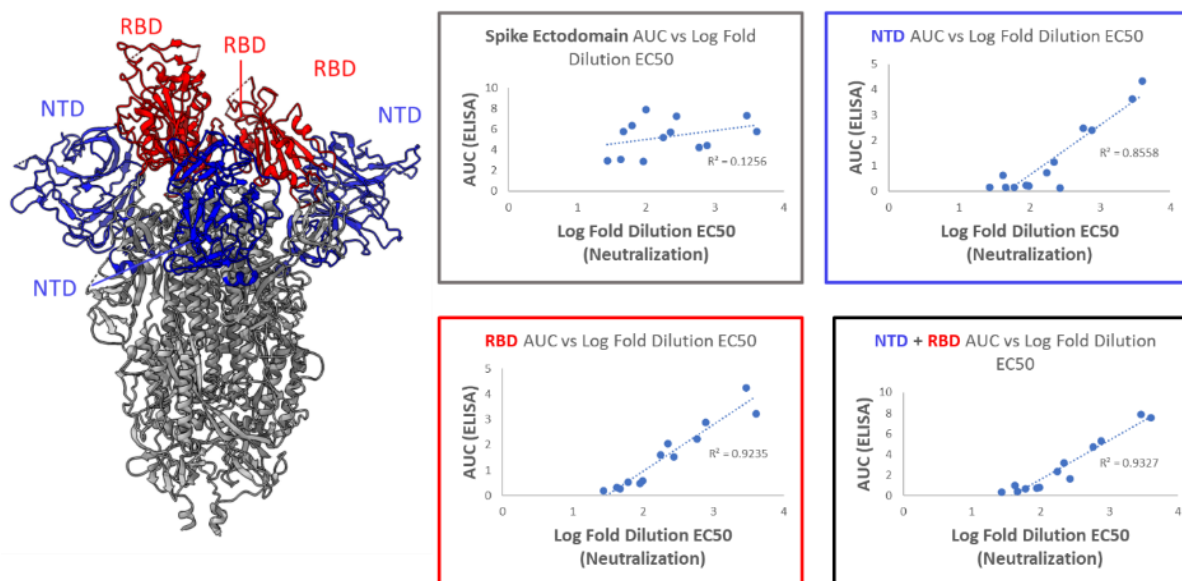 RBD
RBD
RBD
NTD
NTD
NTD
Spike Ectodomain AUC vs Log Fold
Dilution EC50
AUC (ELISA)
10
8
6
4
2
0
R² = 0.1256
0 1 2 3 4
Log Fold Dilution EC50
(Neutralization)
NTD AUC vs Log Fold Dilution EC50
AUC (ELISA)
5
4
3
2
1
0
R² = 0.8558
0 1 2 3 4
Log Fold Dilution EC50
(Neutralization)
RBD AUC vs Log Fold Dilution EC50
AUC (ELISA)
5
4
3
2
1
0
R² = 0.9235
0 1 2 3 4
Log Fold Dilution EC50
(Neutralization)
NTD + RBD AUC vs Log Fold Dilution
EC50
AUC (ELISA)
10
8
6
4
2
0
R² = 0.9327
0 1 2 3 4
Log Fold Dilution EC50
(Neutralization)